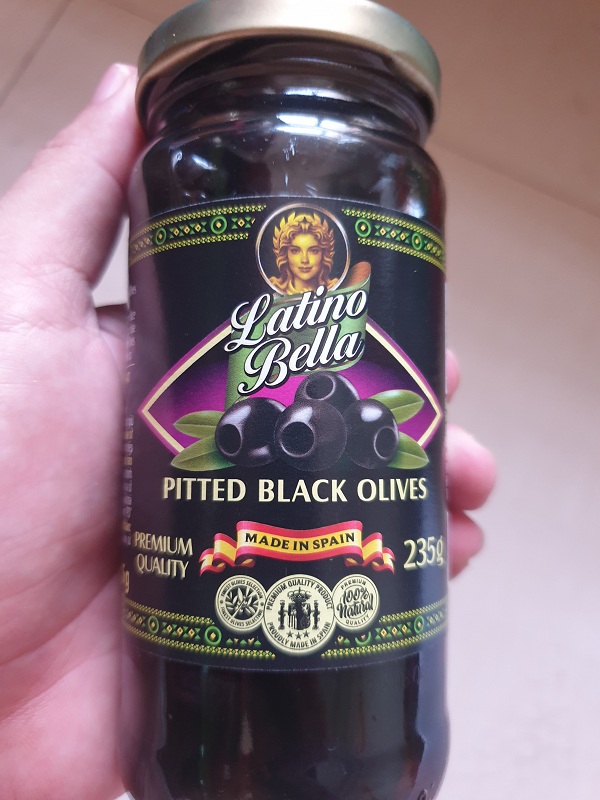 Latino
Bella
PITTED BLACK OLIVES
PREMIUM
QUALITY
MADE IN SPAIN
235g
PREMIUM QUALITY PRODUCT
PROUDLY MADE IN SPAIN
PREMIUM
100%
Natural
QUALITY